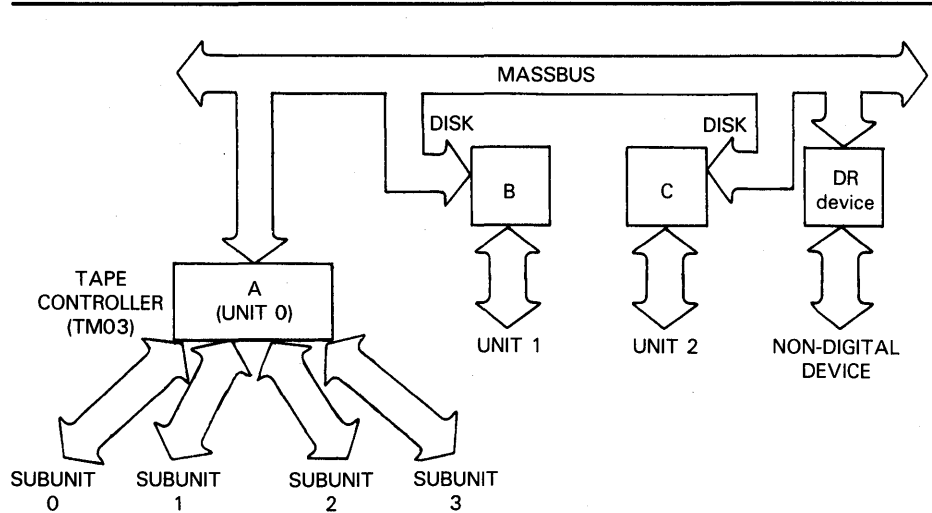 MASSBUS
DISK
DISK
B
C
DR
device
TAPE
CONTROLLER
(TM03)
A
(UNIT 0)
UNIT 1
UNIT 2
NON-DIGITAL
DEVICE
SUBUNIT
0
SUBUNIT
1
SUBUNIT
2
SUBUNIT
3